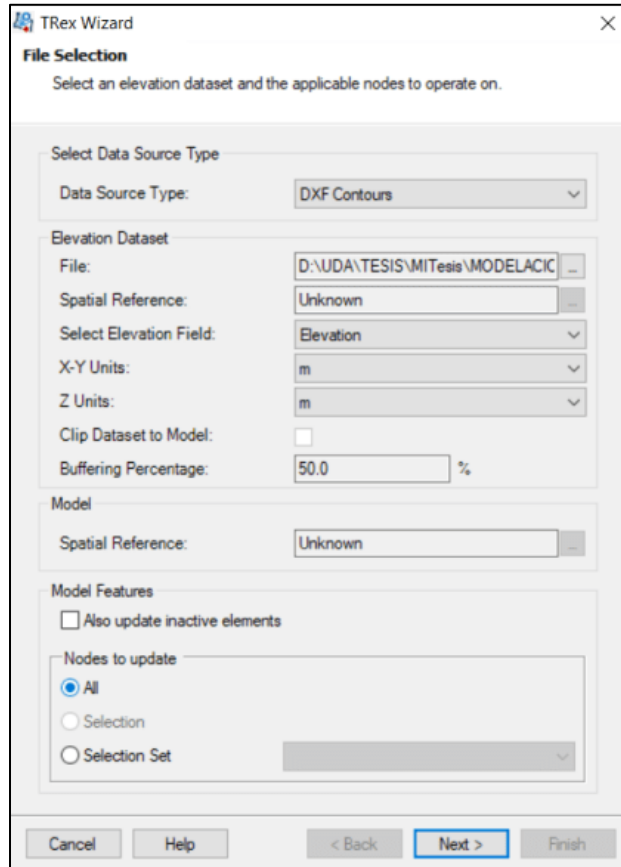 TRex Wizard
File Selection
Select an elevation dataset and the applicable nodes to operate on.
Select Data Source Type
Data Source Type: DXF Contours
Elevation Dataset
File: D:\UDA\TESIS\MITesis\MODELACIC ...
Spatial Reference: Unknown ...
Select Elevation Field: Elevation
X-Y Units: m
Z Units: m
Clip Dataset to Model:
Buffering Percentage: 50.0 %
Model
Spatial Reference: Unknown ...
Model Features
Also update inactive elements
Nodes to update
All
Selection
Selection Set
Cancel Help < Back Next > Finish